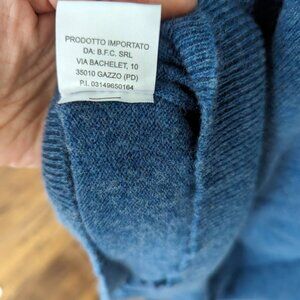 PRODOTTO IMPORTATO
DA: B.F.C. SRL
VIA BACHELET, 10
35010 GAZZO (PD)
P.I. 03149650164